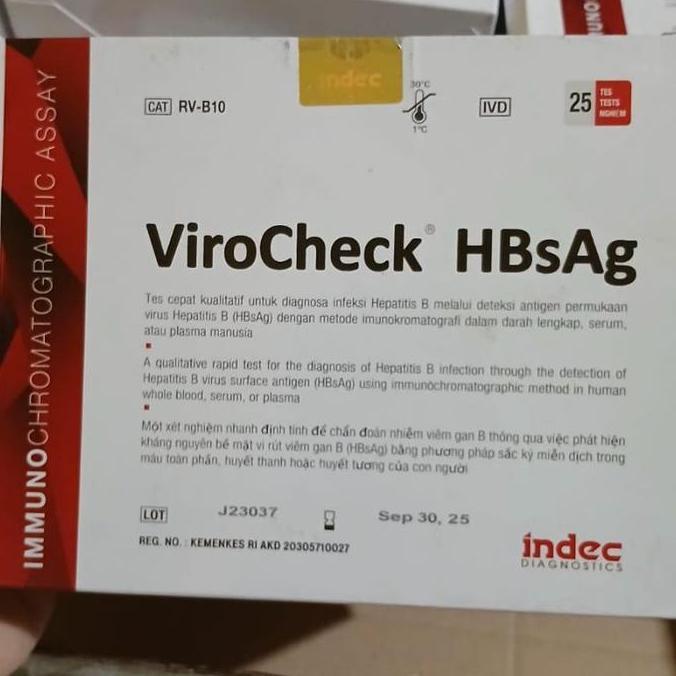 UNO
indec
CAT RV-B10
30°C
1°C
IVD
25
TES
TESTS
NGHIỆM
IMMUNOCHROMATOGRAPHIC ASSAY
ViroCheck® HBsAg
Tes cepat kualitatif untuk diagnosa infeksi Hepatitis B melalui deteksi antigen permukaan
virus Hepatitis B (HBsAg) dengan metode imunokromatografi dalam darah lengkap, serum,
atau plasma manusia
A qualitative rapid test for the diagnosis of Hepatitis B infection through the detection of
Hepatitis B virus surface antigen (HBsAg) using immunochromatographic method in human
whole blood, serum, or plasma
Một xét nghiệm nhanh định tính để chẩn đoán nhiễm viêm gan B thông qua việc phát hiện
kháng nguyên bề mặt vi rút viêm gan B (HBsAg) bằng phương pháp sắc ký miễn dịch trong
máu toàn phần, huyết thanh hoặc huyết tương của con người
LOT J23037 Sep 30, 25
REG. NO. : KEMENKES RI AKD 20305710027
indec
DIAGNOSTICS